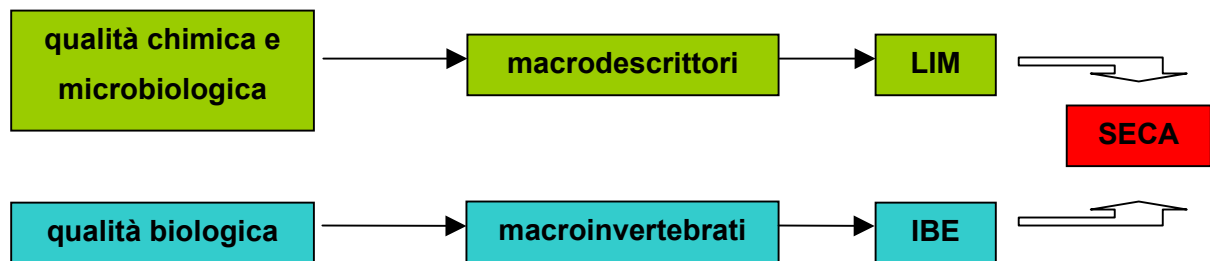 qualità chimica e
microbiologica
macrodescrittori
LIM
SECA
qualità biologica
macroinvertebrati
IBE